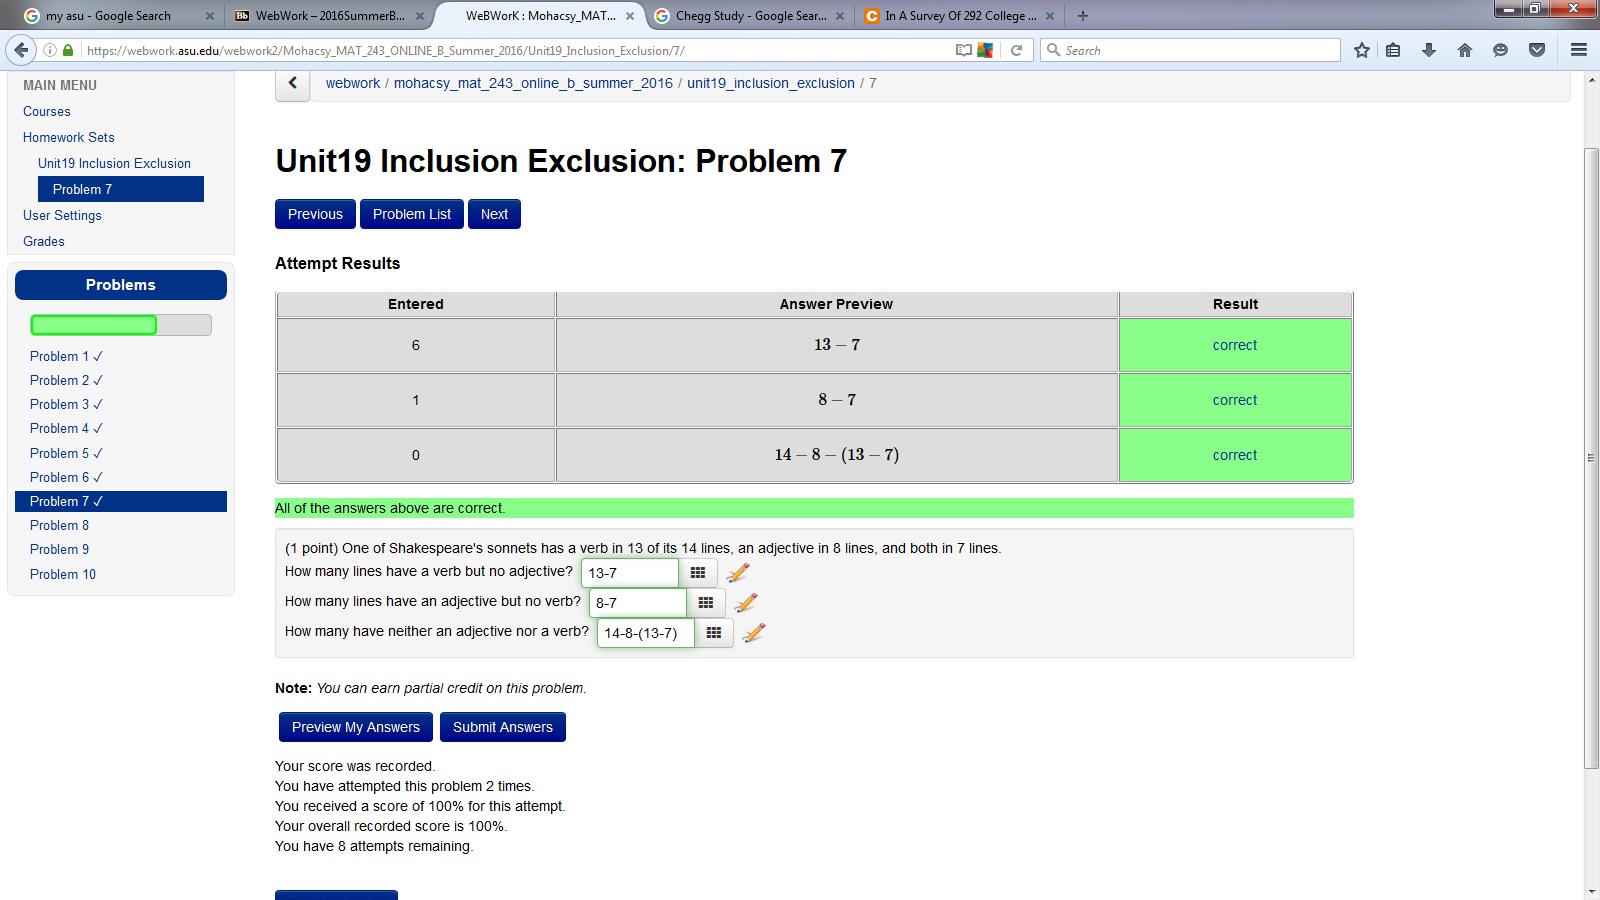 my asu - Google Search
WebWork – 2016SummerB...
WeBWorK : Mohacsy_MAT...
Chegg Study - Google Sear...
In A Survey Of 292 College ...
https://webwork.asu.edu/webwork2/Mohacsy_MAT_243_ONLINE_B_Summer_2016/Unit19_Inclusion_Exclusion/7/
Search
MAIN MENU
Courses
Homework Sets
Unit19 Inclusion Exclusion
Problem 7
User Settings
Grades
Problems
Problem 1 ✓
Problem 2 ✓
Problem 3 ✓
Problem 4 ✓
Problem 5 ✓
Problem 6 ✓
Problem 7 ✓
Problem 8
Problem 9
Problem 10
webwork / mohacsy_mat_243_online_b_summer_2016 / unit19_inclusion_exclusion / 7
Unit19 Inclusion Exclusion: Problem 7
Previous Problem List Next
Attempt Results
Entered Answer Preview Result
6 13 − 7 correct
1 8 − 7 correct
0 14 − 8 − (13 − 7) correct
All of the answers above are correct.
(1 point) One of Shakespeare's sonnets has a verb in 13 of its 14 lines, an adjective in 8 lines, and both in 7 lines.
How many lines have a verb but no adjective? 13-7
How many lines have an adjective but no verb? 8-7
How many have neither an adjective nor a verb? 14-8-(13-7)
Note: You can earn partial credit on this problem.
Preview My Answers Submit Answers
Your score was recorded.
You have attempted this problem 2 times.
You received a score of 100% for this attempt.
Your overall recorded score is 100%.
You have 8 attempts remaining.